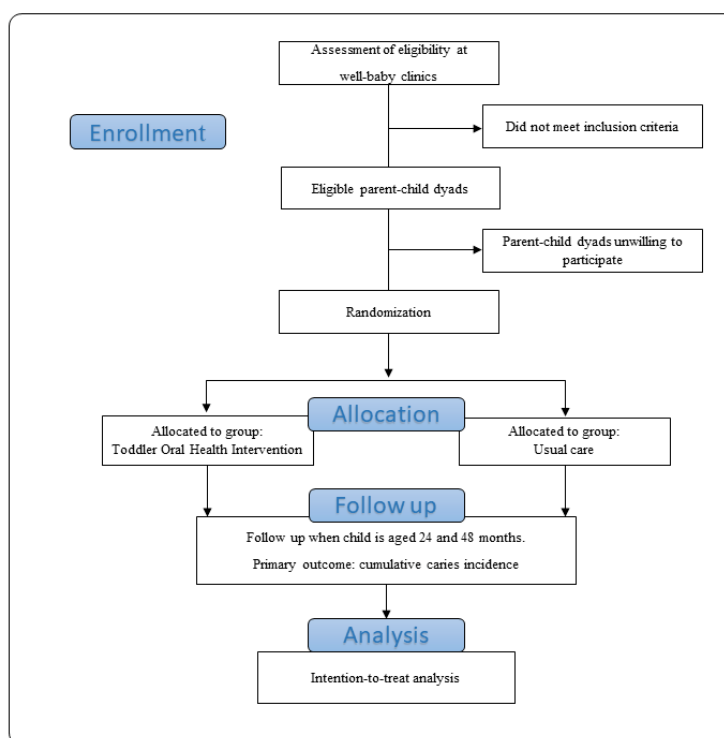 Assessment of eligibility at
well-baby clinics
Enrollment
Did not meet inclusion criteria
Eligible parent-child dyads
Parent-child dyads unwilling to
participate
Randomization
Allocation
Allocated to group:
Toddler Oral Health Intervention
Allocated to group:
Usual care
Follow up
Follow up when child is aged 24 and 48 months.
Primary outcome: cumulative caries incidence
Analysis
Intention-to-treat analysis